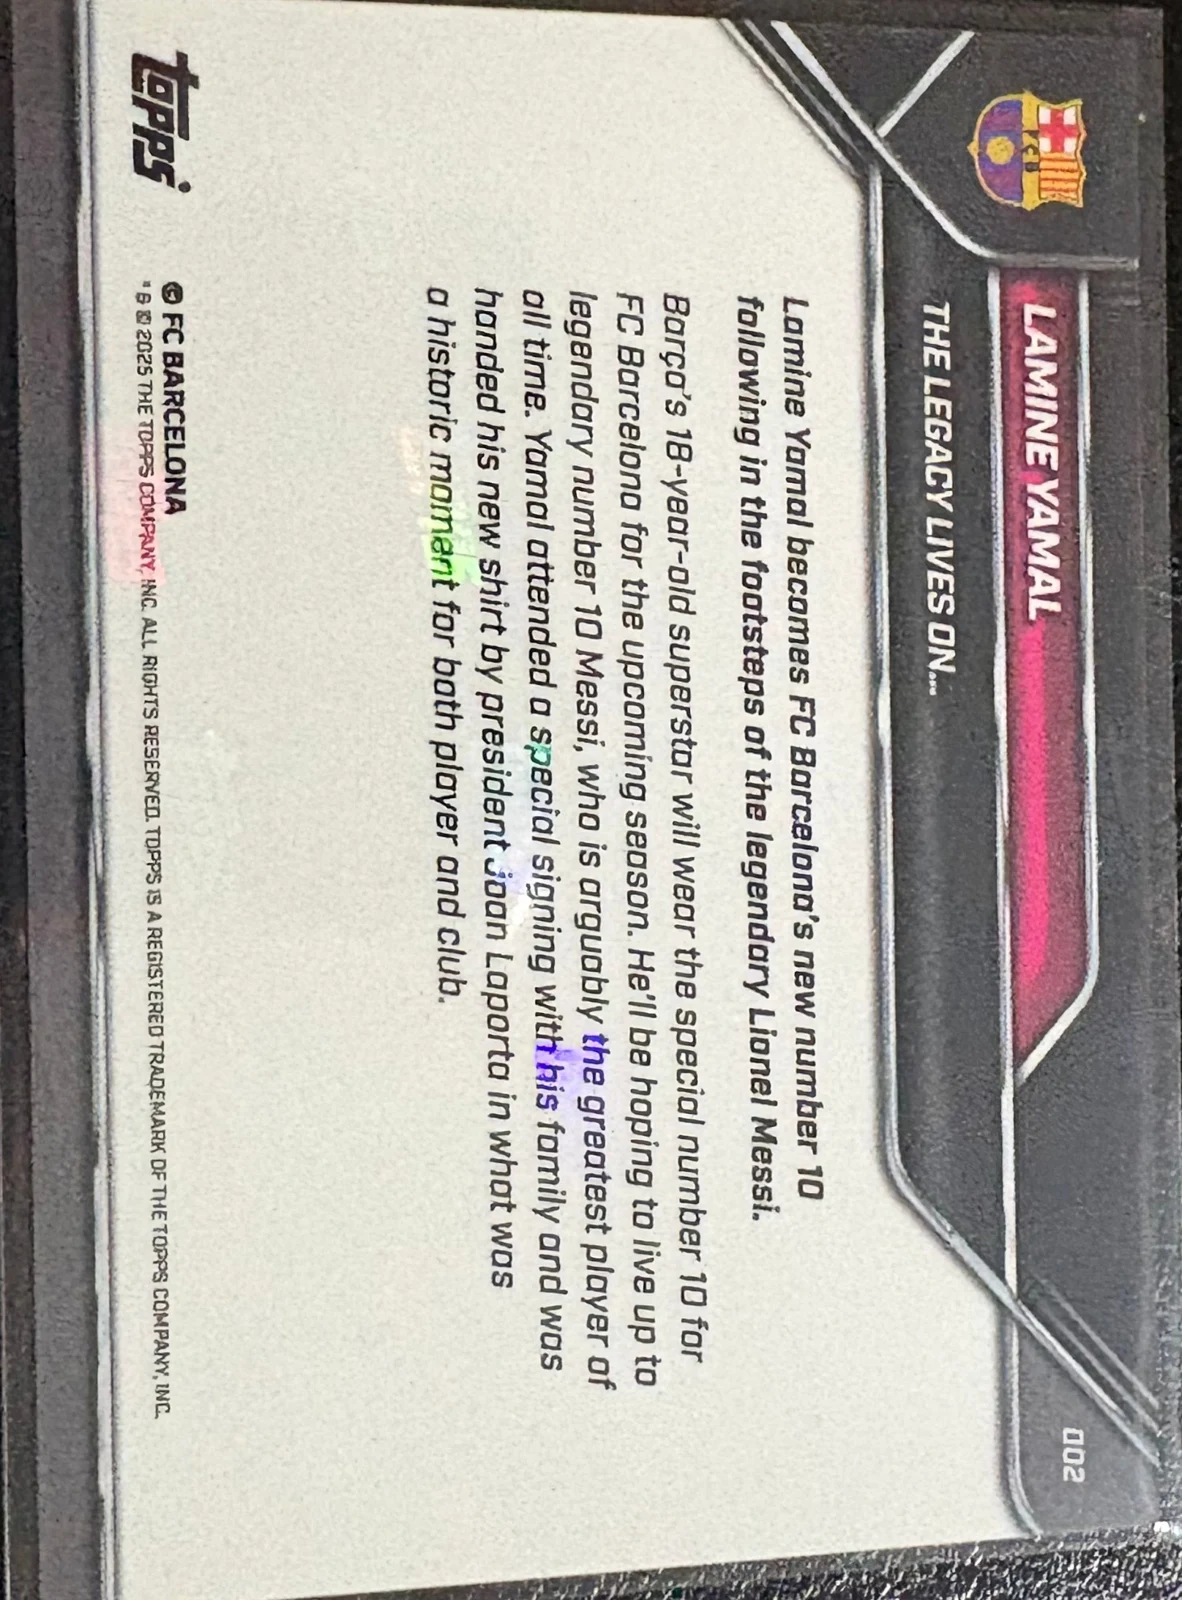 LAMINE YAMAL
002
THE LEGACY LIVES ON...
Lamine Yamal becomes FC Barcelona's new number 10
following in the footsteps of the legendary Lionel Messi.
Barça's 18-year-old superstar will wear the special number 10 for
FC Barcelona for the upcoming season. He'll be hoping to live up to
legendary number 10 Messi, who is arguably the greatest player of
all time. Yamal attended a special signing with his family and was
handed his new shirt by president Joan Laporta in what was
a historic moment for both player and club.
topps
© FC BARCELONA
® & © 2025 THE TOPPS COMPANY, INC. ALL RIGHTS RESERVED. TOPPS IS A REGISTERED TRADEMARK OF THE TOPPS COMPANY, INC.